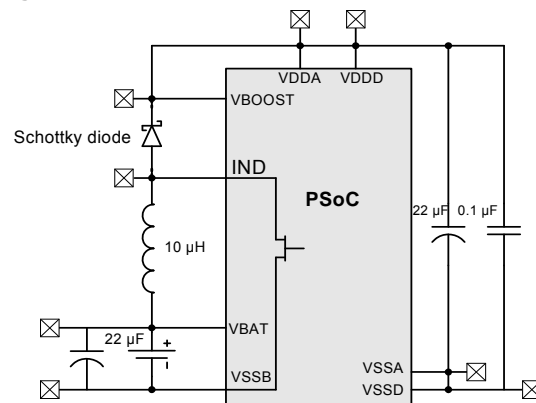 VDDA VDDD
VBOOST
Schottky diode
IND
PSoC
22 µF 0.1 µF
10 µH
VBAT
22 µF
+
VSSA
VSSB
VSSD